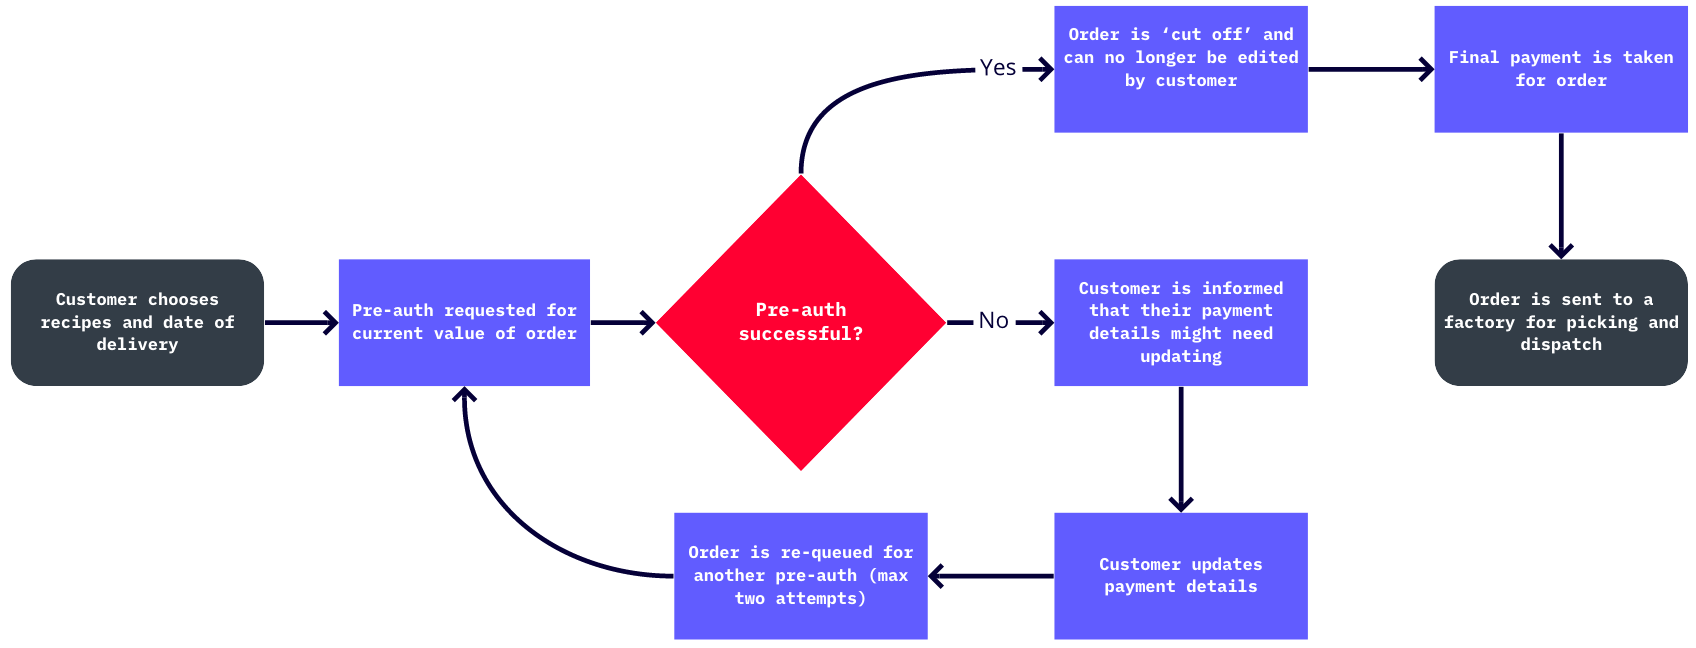 Customer chooses
recipes and date of
delivery
Pre-auth requested for
current value of order
Pre-auth
successful?
Yes
Order is ‘cut off’ and
can no longer be edited
by customer
Final payment is taken
for order
Order is sent to a
factory for picking and
dispatch
No
Customer is informed
that their payment
details might need
updating
Customer updates
payment details
Order is re-queued for
another pre-auth (max
two attempts)